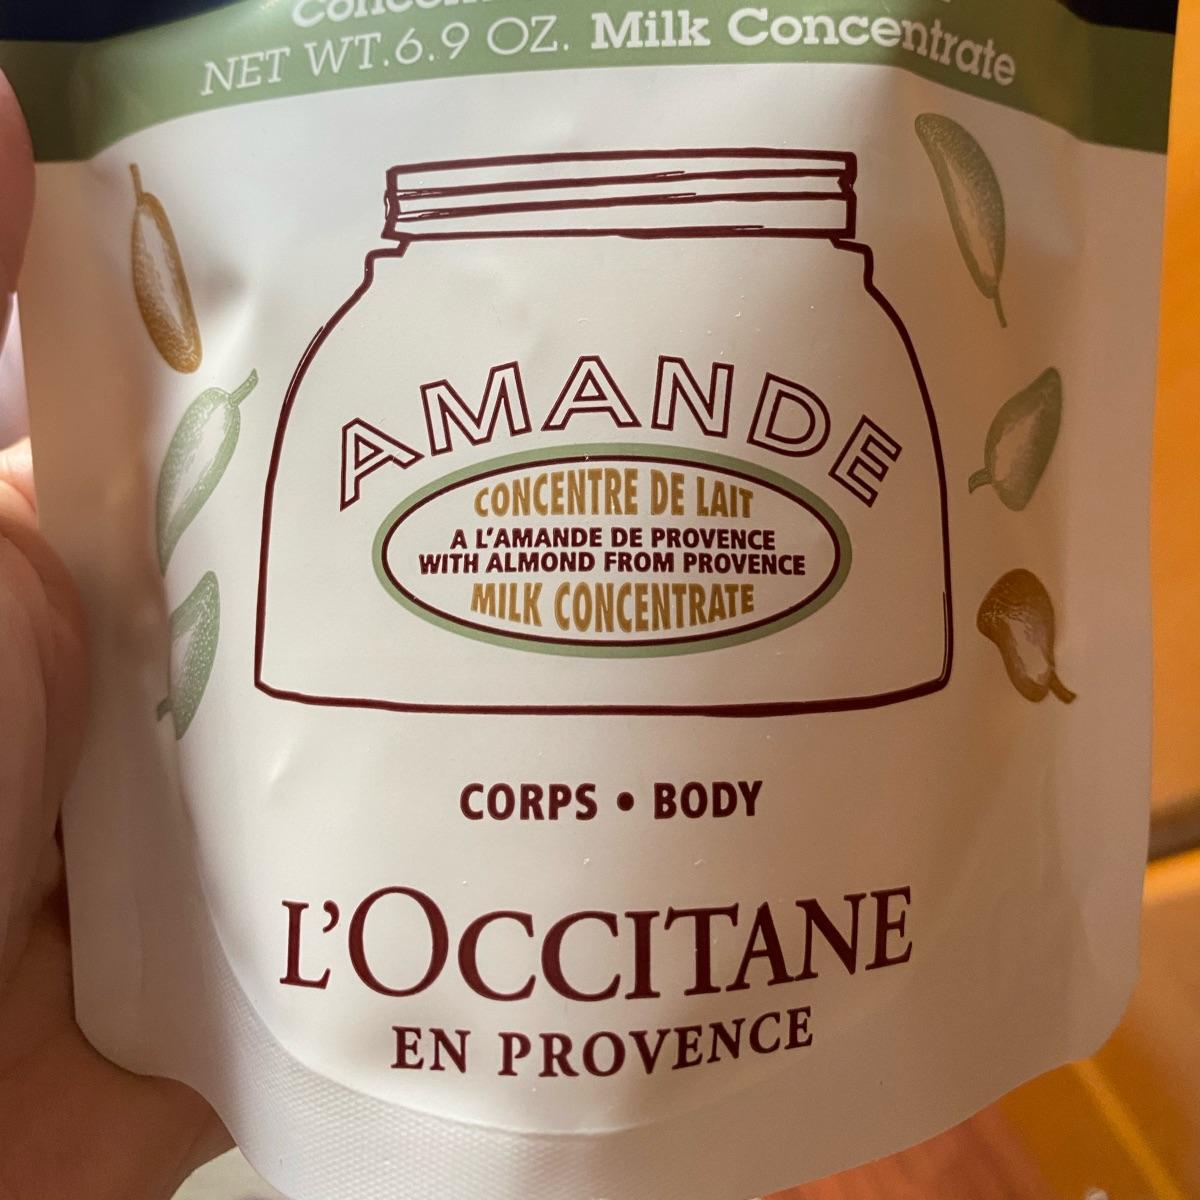 NET WT.6.9 OZ. Milk Concentrate
AMANDE
CONCENTRE DE LAIT
A L'AMANDE DE PROVENCE
WITH ALMOND FROM PROVENCE
MILK CONCENTRATE
CORPS • BODY
L'OCCITANE
EN PROVENCE